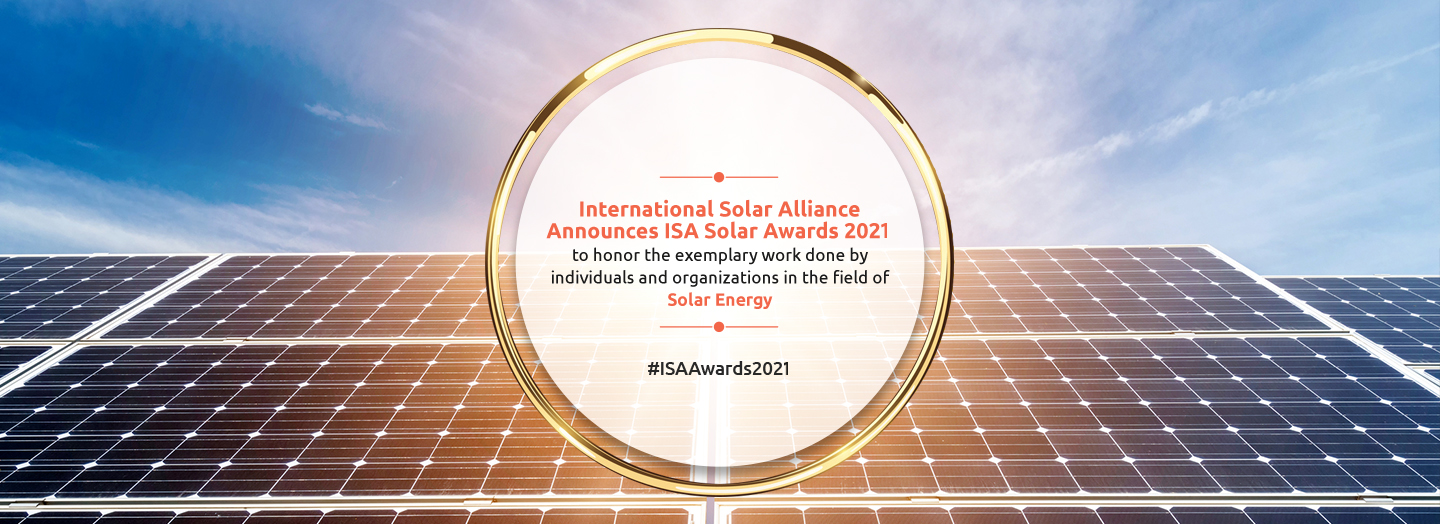 International Solar Alliance
Announces ISA Solar Awards 2021
to honor the exemplary work done by
individuals and organizations in the field of
Solar Energy
#ISAAwards2021